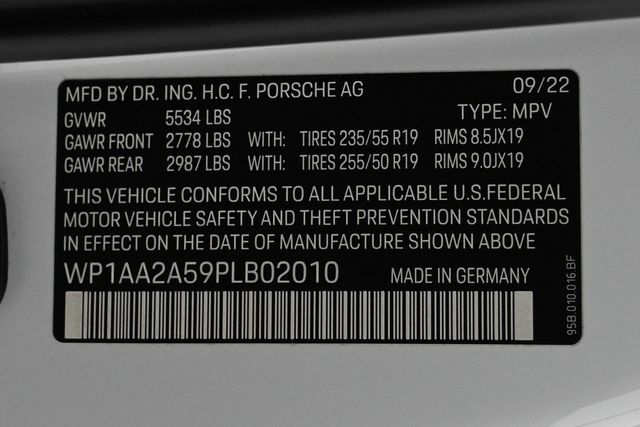 MFD BY DR. ING. H.C. F. PORSCHE AG 09/22
GVWR 5534 LBS TYPE: MPV
GAWR FRONT 2778 LBS WITH: TIRES 235/55 R19 RIMS 8.5JX19
GAWR REAR 2987 LBS WITH: TIRES 255/50 R19 RIMS 9.0JX19
THIS VEHICLE CONFORMS TO ALL APPLICABLE U.S.FEDERAL
MOTOR VEHICLE SAFETY AND THEFT PREVENTION STANDARDS
IN EFFECT ON THE DATE OF MANUFACTURE SHOWN ABOVE
WP1AA2A59PLB02010 MADE IN GERMANY
95B 010 016 BF